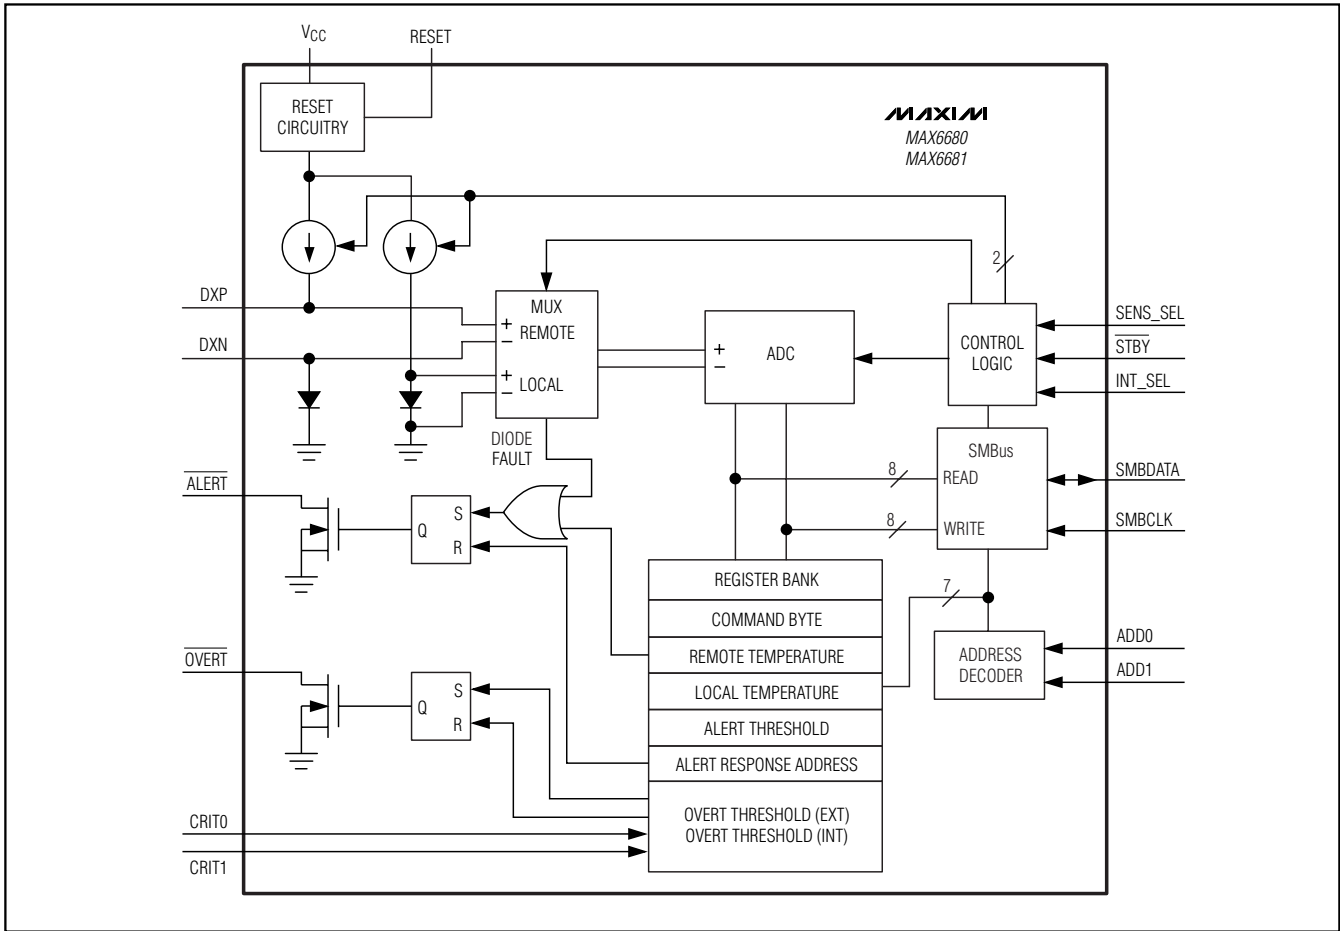 VCC
RESET
RESET
CIRCUITRY
MAXIM
MAX6680
MAX6681
2
DXP
DXN
MUX
+ REMOTE
−
+
LOCAL
−
+
−
ADC
CONTROL
LOGIC
SENS_SEL
STBY
INT_SEL
DIODE
FAULT
SMBus
READ
WRITE
8
8
SMBDATA
SMBCLK
ALERT
Q
S
R
REGISTER BANK
COMMAND BYTE
REMOTE TEMPERATURE
LOCAL TEMPERATURE
ALERT THRESHOLD
ALERT RESPONSE ADDRESS
OVERT THRESHOLD (EXT)
OVERT THRESHOLD (INT)
7
ADDRESS
DECODER
ADD0
ADD1
OVERT
Q
S
R
CRIT0
CRIT1